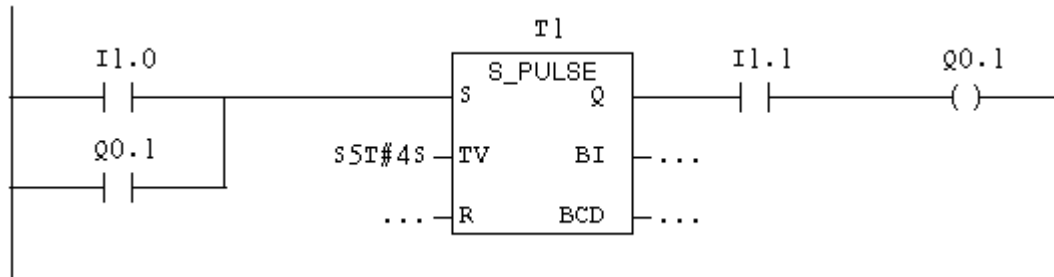 T1
I1.0
S_PULSE
I1.1
Q0.1
S
Q
Q0.1
S5T#4S
TV
BI
...
...
R
BCD
...